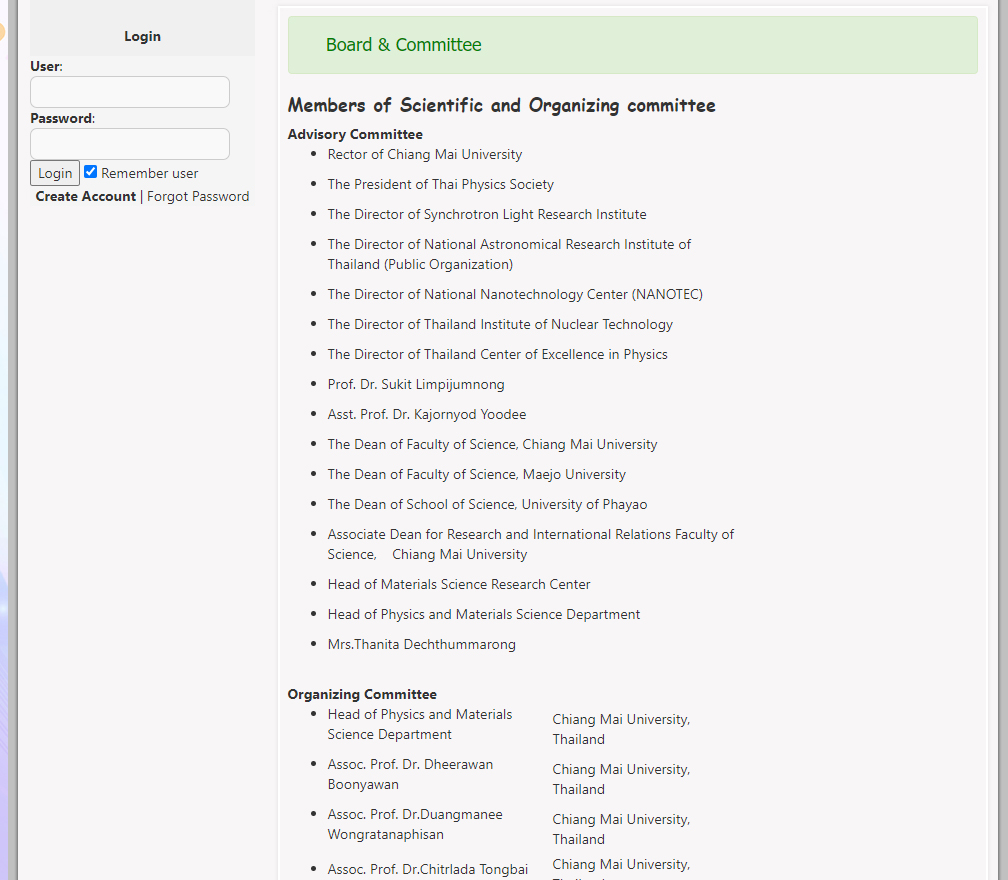 Login
User:
Password:
Login Remember user
Create Account | Forgot Password
Board & Committee
Members of Scientific and Organizing committee
Advisory Committee
Rector of Chiang Mai University
The President of Thai Physics Society
The Director of Synchrotron Light Research Institute
The Director of National Astronomical Research Institute of
Thailand (Public Organization)
The Director of National Nanotechnology Center (NANOTEC)
The Director of Thailand Institute of Nuclear Technology
The Director of Thailand Center of Excellence in Physics
Prof. Dr. Sukit Limpijumnong
Asst. Prof. Dr. Kajornyod Yoodee
The Dean of Faculty of Science, Chiang Mai University
The Dean of Faculty of Science, Maejo University
The Dean of School of Science, University of Phayao
Associate Dean for Research and International Relations Faculty of
Science, Chiang Mai University
Head of Materials Science Research Center
Head of Physics and Materials Science Department
Mrs.Thanita Dechthummarong
Organizing Committee
Head of Physics and Materials
Science Department
Chiang Mai University,
Thailand
Assoc. Prof. Dr. Dheerawan
Boonyawan
Chiang Mai University,
Thailand
Assoc. Prof. Dr.Duangmanee
Wongratanaphisan
Chiang Mai University,
Thailand
Assoc. Prof. Dr.Chitrlada Tongbai
Chiang Mai University,